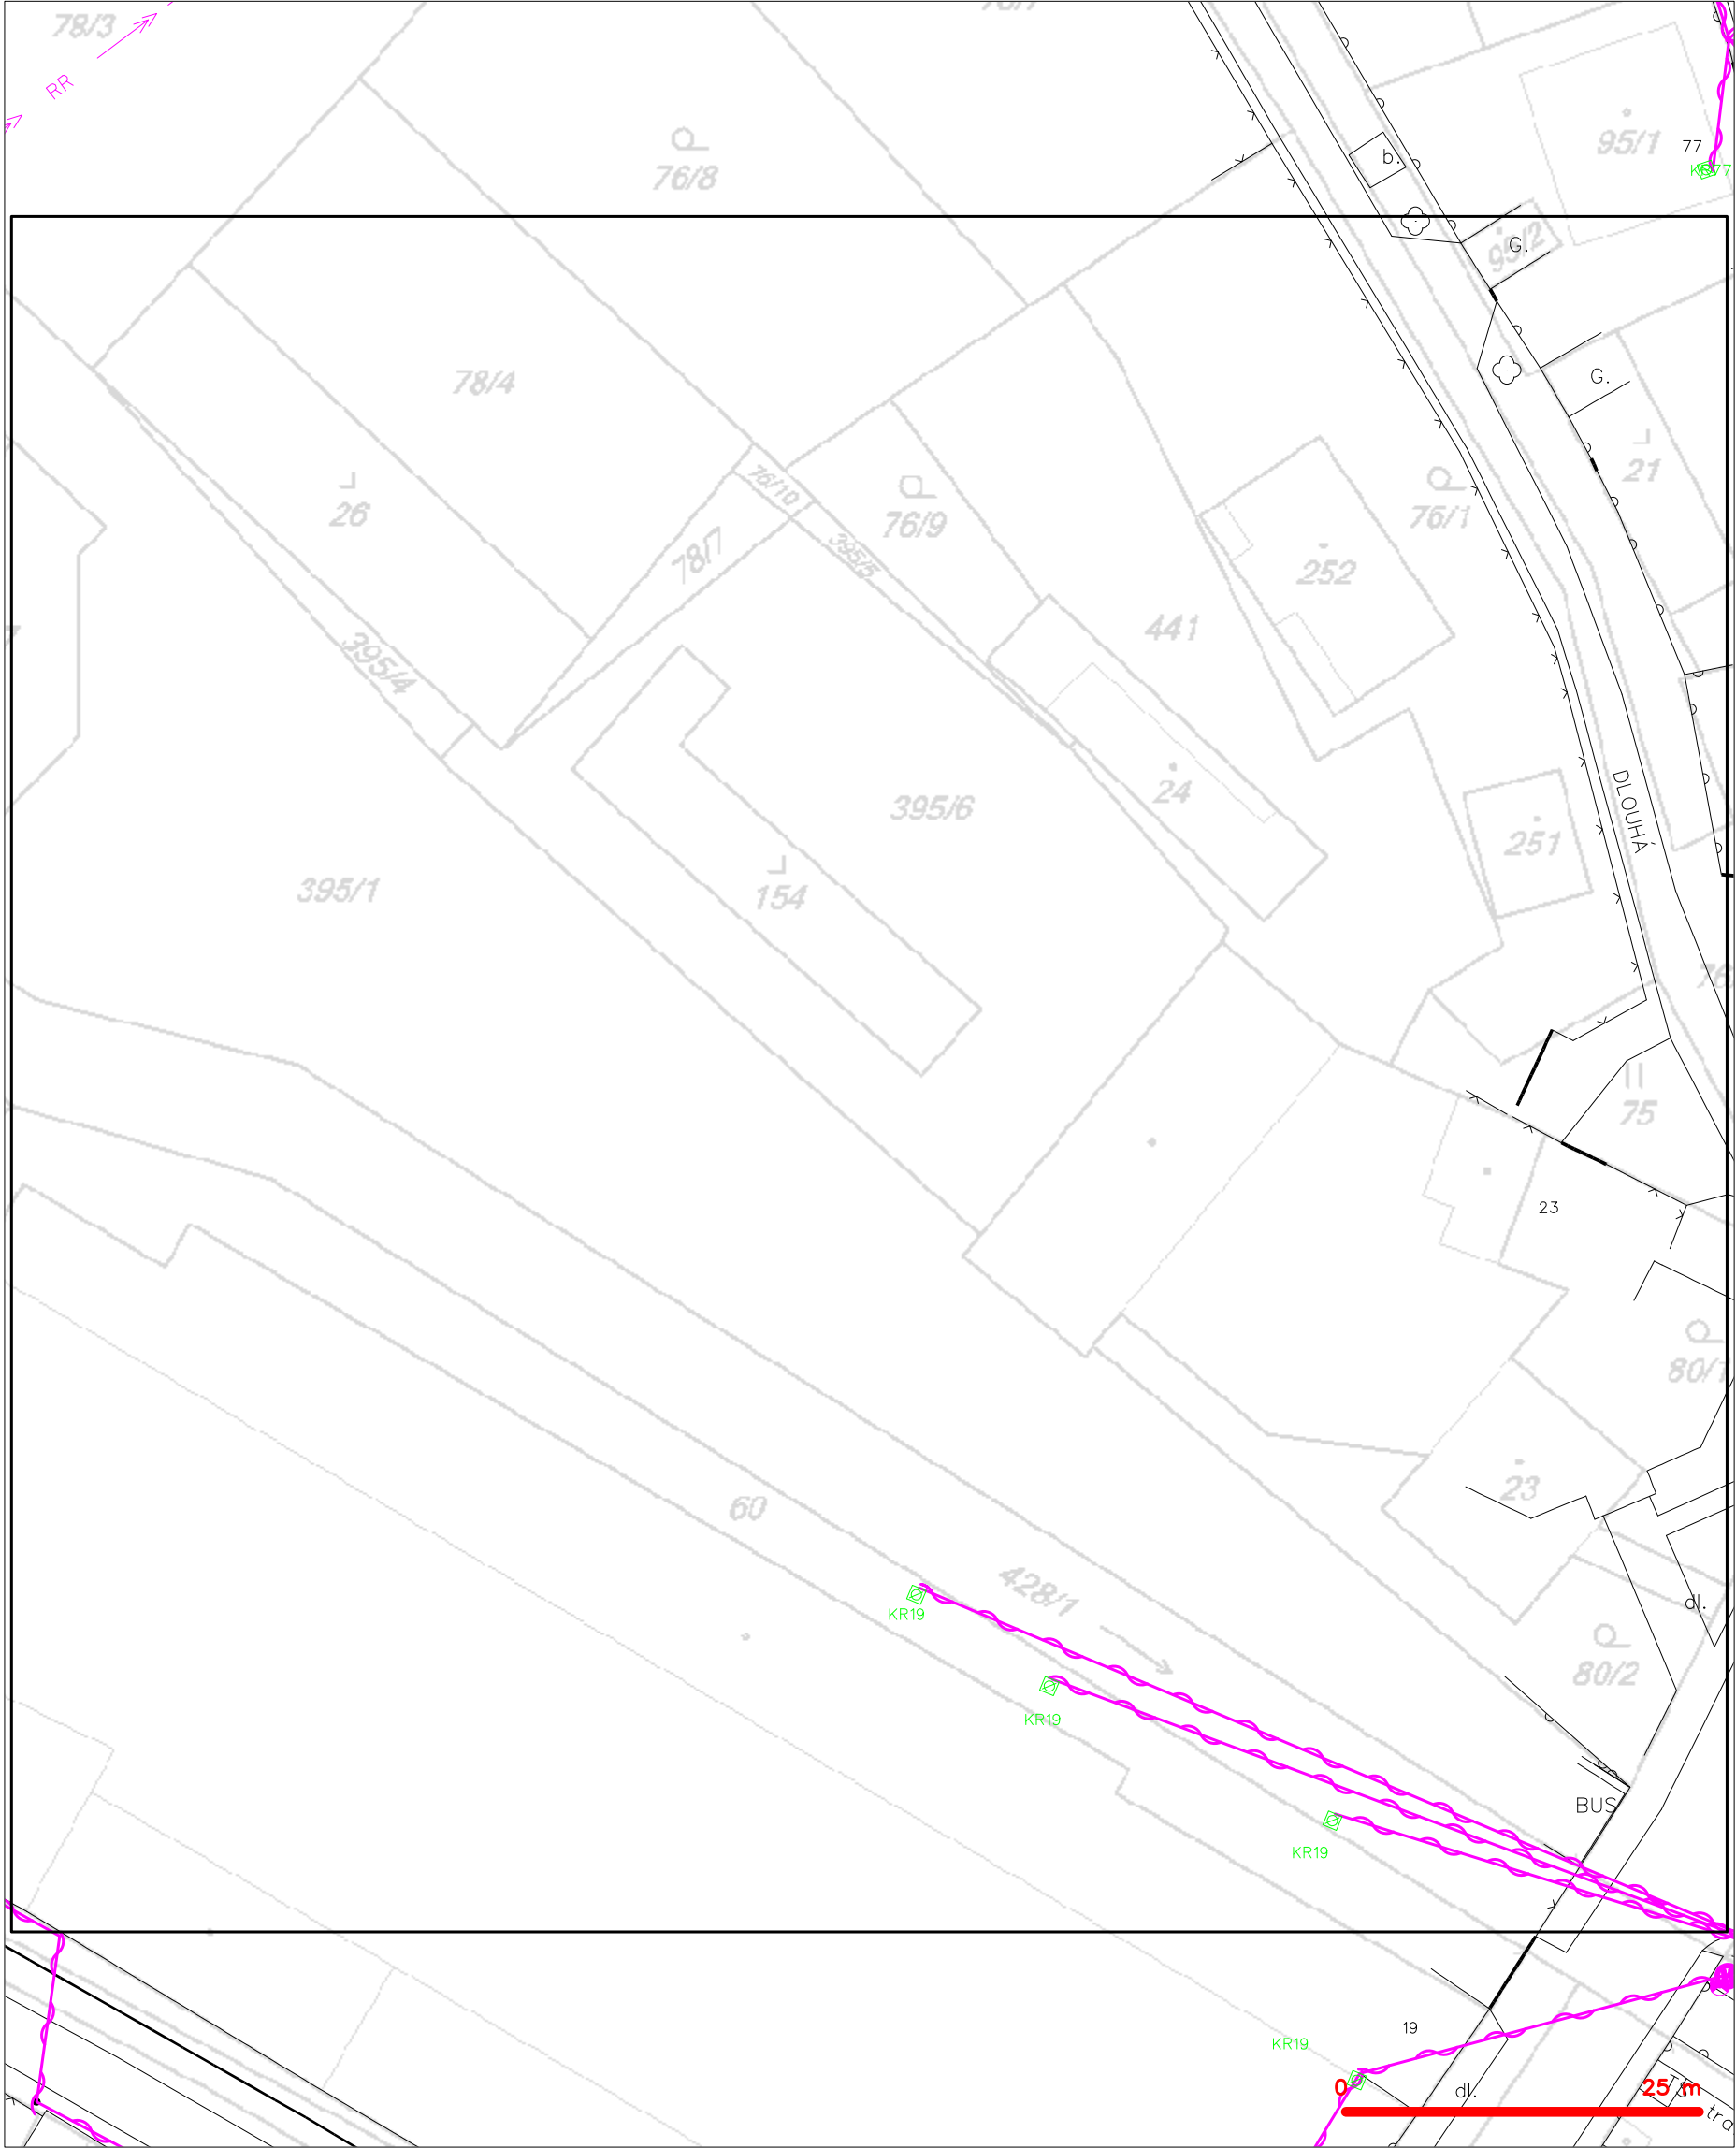 78/3
RR
76/8
b.
95/1
77
G.
95/2
78/4
G.
26
76/10
76/9
76/1
21
78/7
395/5
252
441
395/4
24
DLOUHÁ
395/6
251
395/1
154
75
23
80/1
23
60
428/1
dl.
KR19
80/2
KR19
BUS
KR19
19
KR19
0
25 m
dl.